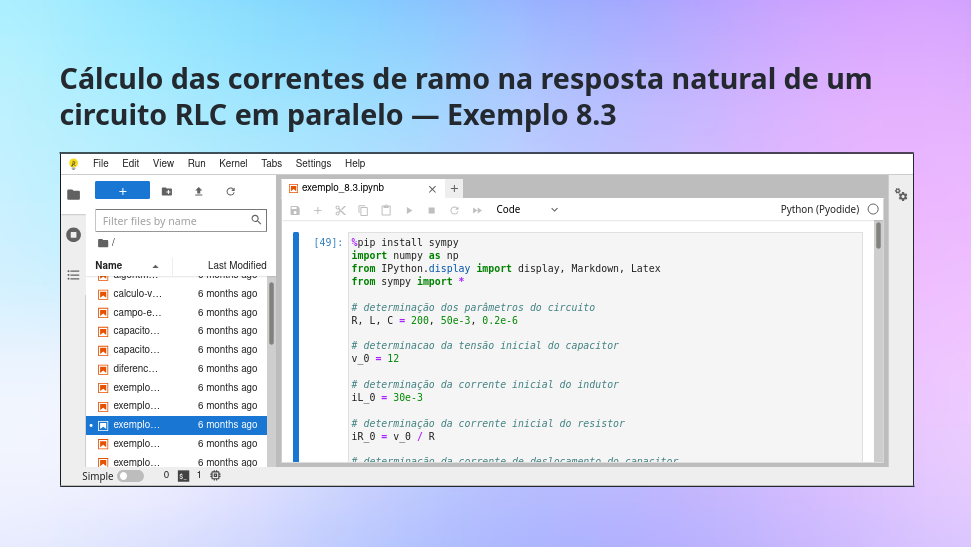 Cálculo das correntes de ramo na resposta natural de um
circuito RLC em paralelo — Exemplo 8.3
File Edit View Run Kernel Tabs Settings Help
+
exemplo_8.3.ipynb
Filter files by name
Code
Python (Pyodide)
/
Name Last Modified
6 months ago
calculo-v… 6 months ago
campo-e… 6 months ago
capacito… 6 months ago
capacito… 6 months ago
diferenc… 6 months ago
exemplo… 6 months ago
exemplo… 6 months ago
exemplo… 6 months ago
exemplo… 6 months ago
exemplo… 6 months ago
[49]: %pip install sympy
import numpy as np
from IPython.display import display, Markdown, Latex
from sympy import *
# determinação dos parâmetros do circuito
R, L, C = 200, 50e-3, 0.2e-6
# determinacao da tensão inicial do capacitor
v_0 = 12
# determinação da corrente inicial do indutor
iL_0 = 30e-3
# determinação da corrente inicial do resistor
iR_0 = v_0 / R
# determinação da corrente de deslocamento do capacitor
Simple 0 1